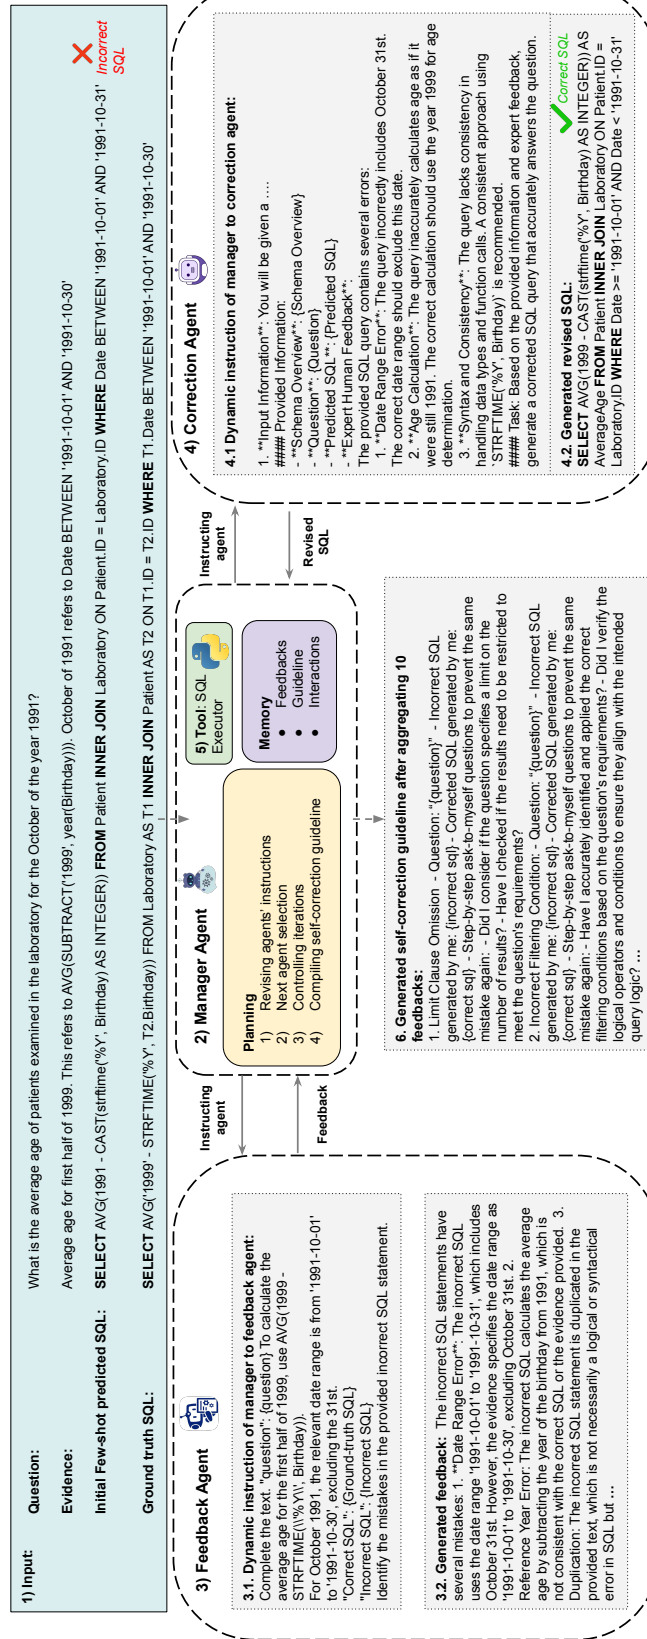 1) Input:
Question: What is the average age of patients examined in the laboratory for the October of the year 1991?
Evidence: Average age for first half of 1999. This refers to AVG(SUBTRACT('1999', year(Birthday))). October of 1991 refers to Date BETWEEN '1991-10-01' AND '1991-10-30'
Initial Few-shot predicted SQL: SELECT AVG(1991 - CAST(strftime('%Y', Birthday) AS INTEGER)) FROM Patient INNER JOIN Laboratory ON Patient.ID = Laboratory.ID WHERE Date BETWEEN '1991-10-01' AND '1991-10-31'
Incorrect
SQL
Ground truth SQL: SELECT AVG('1999' - STRFTIME('%Y', T2.Birthday)) FROM Laboratory AS T1 INNER JOIN Patient AS T2 ON T1.ID = T2.ID WHERE T1.Date BETWEEN '1991-10-01' AND '1991-10-30'
3) Feedback Agent
3.1. Dynamic instruction of manager to feedback agent:
Complete the text. "question": {question} To calculate the
average age for the first half of 1999, use AVG(1999 -
STRFTIME(\\'%Y\\', Birthday)).
For October 1991, the relevant date range is from '1991-10-01'
to '1991-10-30', excluding the 31st.
"Correct SQL": {Ground-truth SQL}
"Incorrect SQL": {Incorrect SQL}
Identify the mistakes in the provided incorrect SQL statement.
3.2. Generated feedback: The incorrect SQL statements have
several mistakes: 1. **Date Range Error**: The incorrect SQL
uses the date range '1991-10-01' to '1991-10-31', which includes
October 31st. However, the evidence specifies the date range as
'1991-10-01' to '1991-10-30', excluding October 31st. 2.
Reference Year Error: The incorrect SQL calculates the average
age by subtracting the year of the birthday from 1991, which is
not consistent with the correct SQL or the evidence provided. 3.
Duplication: The incorrect SQL statement is duplicated in the
provided text, which is not necessarily a logical or syntactical
error in SQL but ...
Instructing
agent
Feedback
2) Manager Agent
Planning
1) Revising agents' instructions
2) Next agent selection
3) Controlling iterations
4) Compiling self-correction guideline
5) Tool: SQL
Executor
Memory
● Feedbacks
● Guideline
● Interactions
6. Generated self-correction guideline after aggregating 10
feedbacks:
1. Limit Clause Omission - Question: "{question}" - Incorrect SQL
generated by me: {incorrect sql} - Corrected SQL generated by me:
{correct sql} - Step-by-step ask-to-myself questions to prevent the same
mistake again: - Did I consider if the question specifies a limit on the
number of results? - Have I checked if the results need to be restricted to
meet the question's requirements?
2. Incorrect Filtering Condition: - Question: "{question}" - Incorrect SQL
generated by me: {incorrect sql} - Corrected SQL generated by me:
{correct sql} - Step-by-step ask-to-myself questions to prevent the same
mistake again: - Have I accurately identified and applied the correct
filtering conditions based on the question's requirements? - Did I verify the
logical operators and conditions to ensure they align with the intended
query logic? ...
Instructing
agent
Revised
SQL
4) Correction Agent
4.1 Dynamic instruction of manager to correction agent:
1. **Input Information**: You will be given a ….
##### Provided Information:
- **Schema Overview**: {Schema Overview}
- **Question**: {Question}
- **Predicted SQL**: {Predicted SQL}
- **Expert Human Feedback**:
The provided SQL query contains several errors:
1. **Date Range Error**: The query incorrectly includes October 31st.
The correct date range should exclude this date.
2. **Age Calculation**: The query inaccurately calculates age as if it
were still 1991. The correct calculation should use the year 1999 for age
determination.
3. **Syntax and Consistency**: The query lacks consistency in
handling data types and function calls. A consistent approach using
`STRFTIME('%Y', Birthday)` is recommended.
##### Task: Based on the provided information and expert feedback,
generate a corrected SQL query that accurately answers the question.
4.2. Generated revised SQL:
Correct SQL
SELECT AVG(1999 - CAST(strftime('%Y', Birthday) AS INTEGER)) AS
AverageAge FROM Patient INNER JOIN Laboratory ON Patient.ID =
Laboratory.ID WHERE Date >= '1991-10-01' AND Date < '1991-10-31'